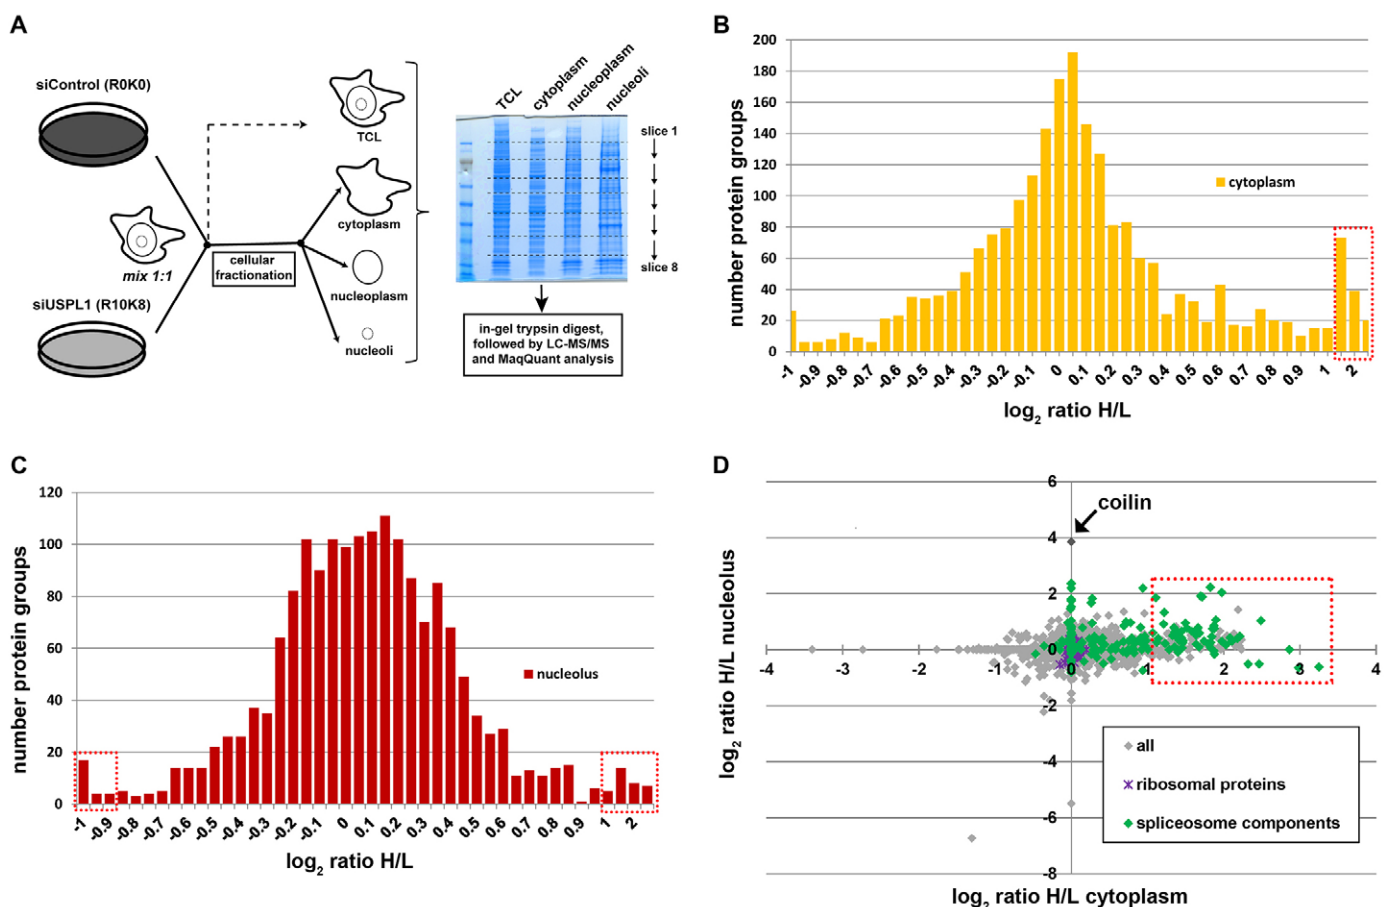 A
siControl (R0K0)
mix 1:1
siUSPL1 (R10K8)
cellular
fractionation
TCL
cytoplasm
nucleoplasm
nucleoli
TCL
cytoplasm
nucleoplasm
nucleoli
slice 1
slice 8
in-gel trypsin digest,
followed by LC-MS/MS
and MaqQuant analysis
B
number protein groups
200
180
160
140
120
100
80
60
40
20
0
cytoplasm
-1 -0.9 -0.8 -0.7 -0.6 -0.5 -0.4 -0.3 -0.2 -0.1 0 0.1 0.2 0.3 0.4 0.5 0.6 0.7 0.8 0.9 1 2
log2 ratio H/L
C
number protein groups
120
100
80
60
40
20
0
nucleolus
-1 -0.9 -0.8 -0.7 -0.6 -0.5 -0.4 -0.3 -0.2 -0.1 0 0.1 0.2 0.3 0.4 0.5 0.6 0.7 0.8 0.9 1 2
log2 ratio H/L
D
log2 ratio H/L nucleolus
6
coilin
4
2
0
-4 -3 -2 -1 0 1 2 3 4
-2
-4
-6
-8
all
ribosomal proteins
spliceosome components
log2 ratio H/L cytoplasm